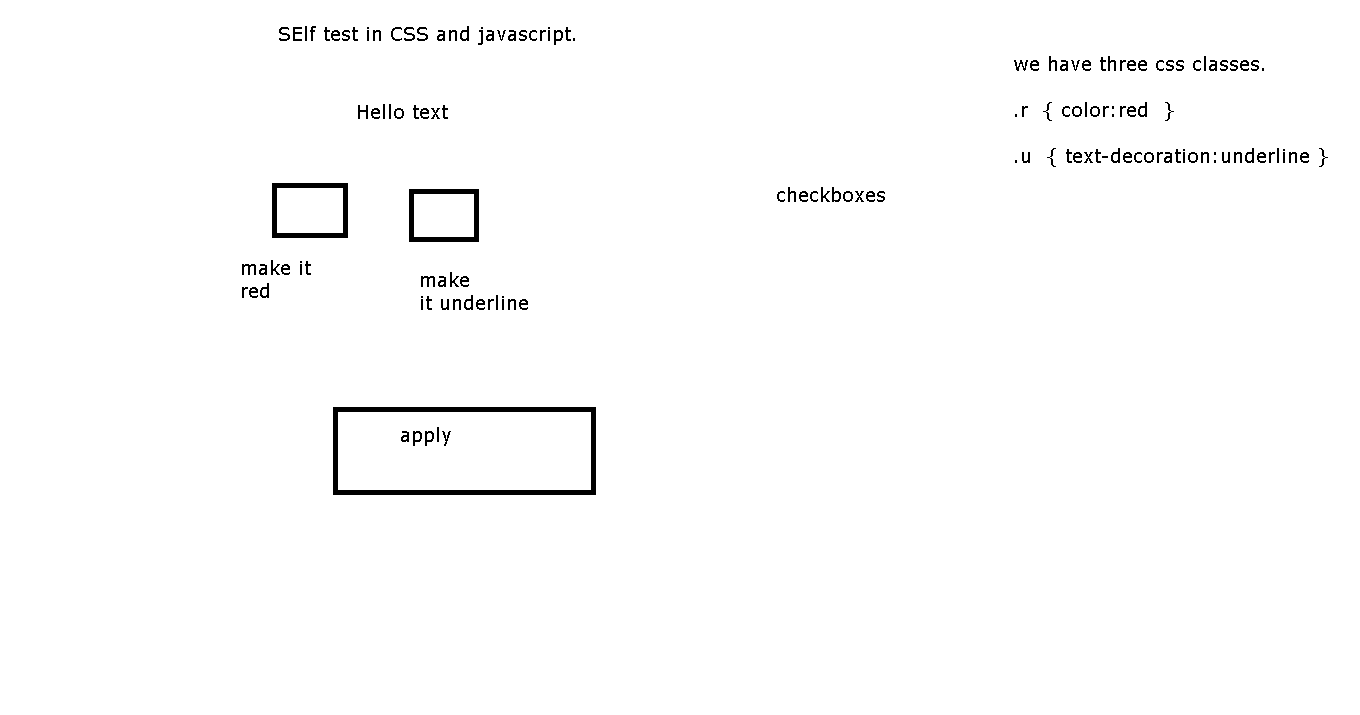 SElf test in CSS and javascript.
we have three css classes.
Hello text
.r { color:red }
.u { text-decoration:underline }
checkboxes
make it
red
make
it underline
apply